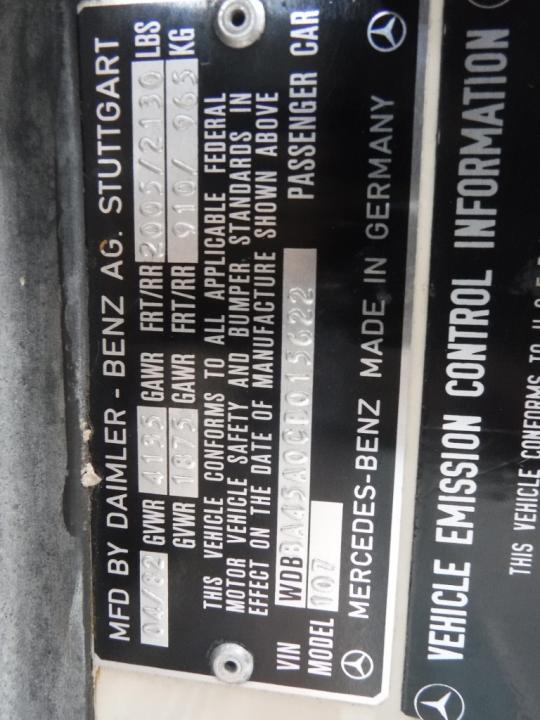 MFD BY DAIMLER-BENZ AG. STUTTGART
04/82 GVWR 4135 GAWR FRT/RR 2005/2130 LBS
GVWR 1875 GAWR FRT/RR 910/ 965 KG
THIS VEHICLE CONFORMS TO ALL APPLICABLE FEDERAL
MOTOR VEHICLE SAFETY AND BUMPER STANDARDS IN
EFFECT ON THE DATE OF MANUFACTURE SHOWN ABOVE
VIN WDBBA45A0CB015622 PASSENGER CAR
MODEL 107
MERCEDES-BENZ MADE IN GERMANY
VEHICLE EMISSION CONTROL INFORMATION
THIS VEHICLE CONFORMS TO